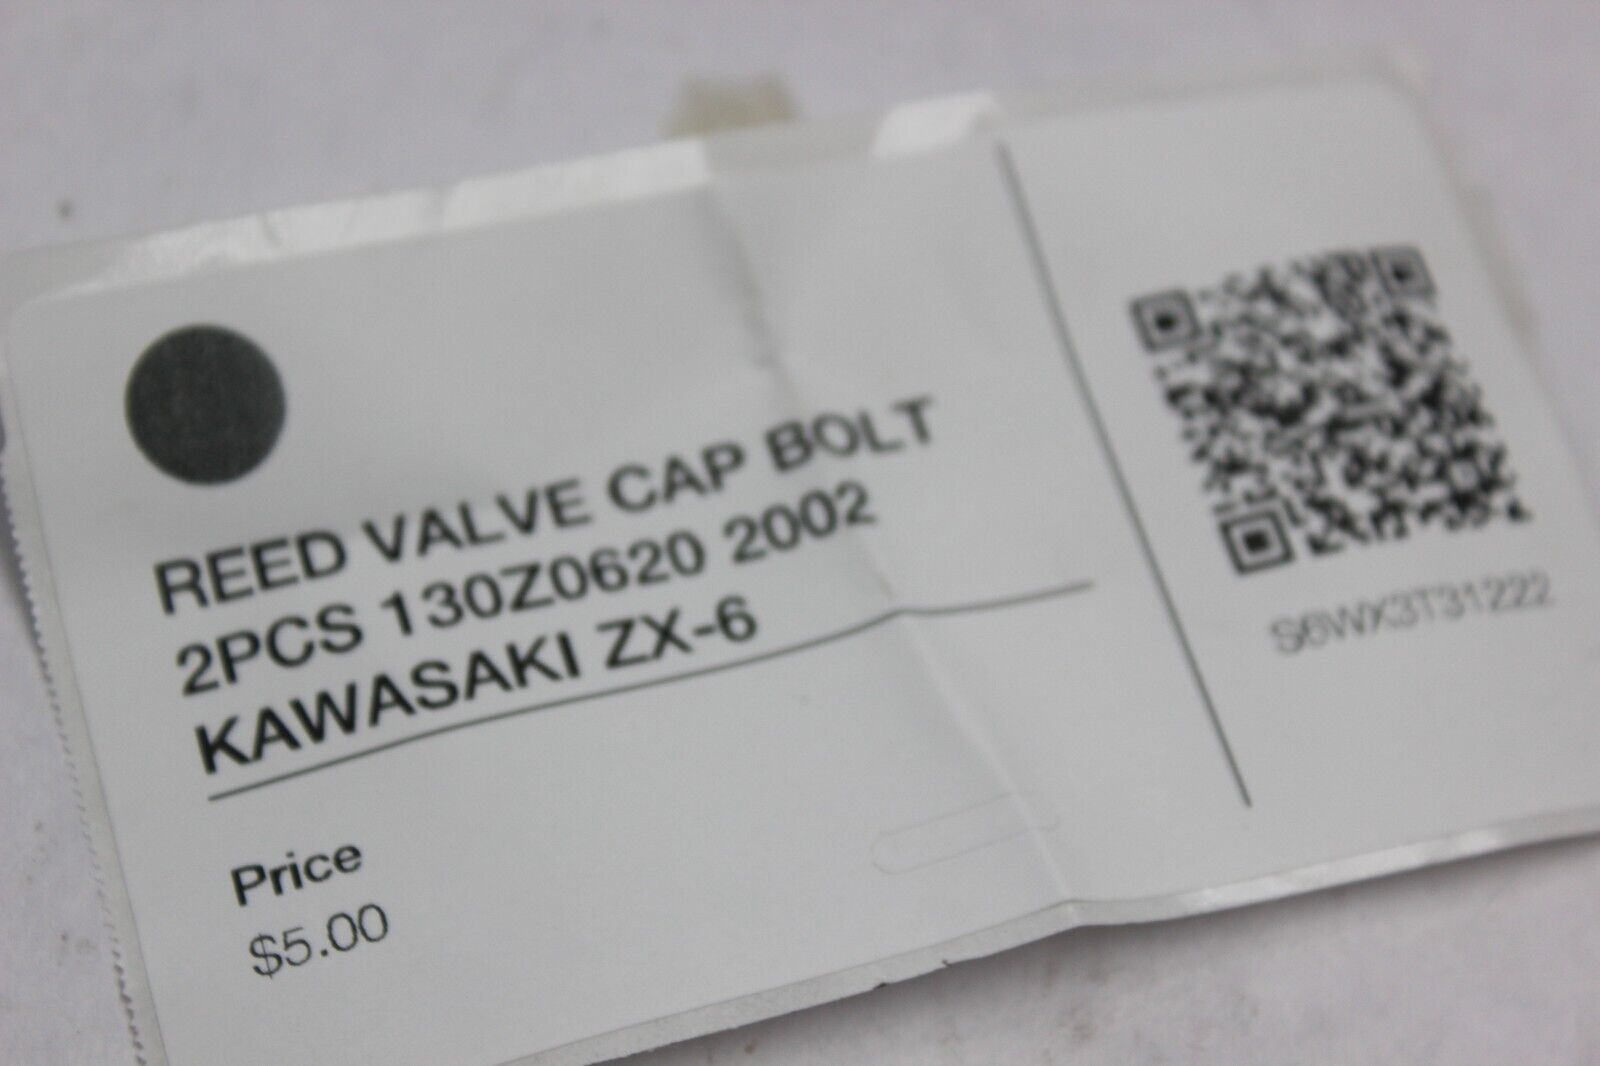 REED VALVE CAP BOLT
2PCS 130Z0620 2002
KAWASAKI ZX-6
Price
$5.00
S6WX3T31222